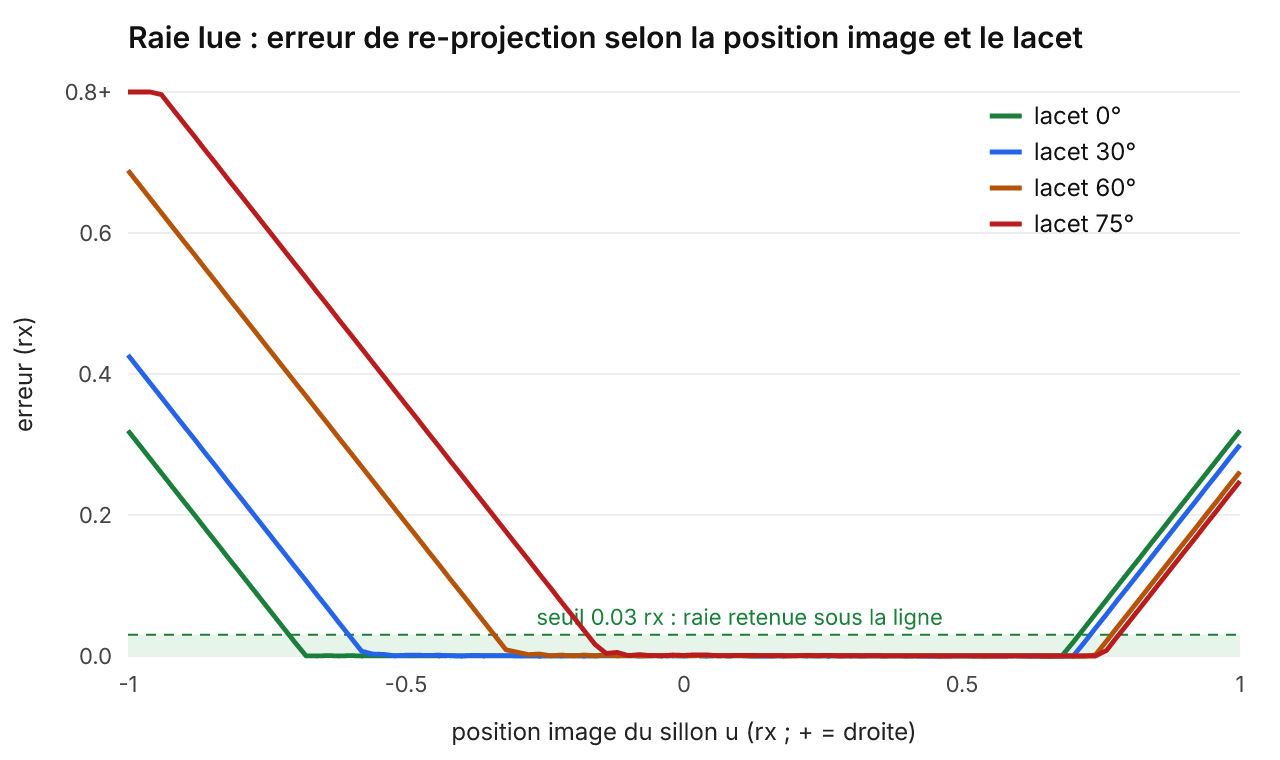 Raie lue : erreur de re-projection selon la position image et le lacet
0.8+
lacet 0°
lacet 30°
lacet 60°
lacet 75°
0.6
erreur (rx)
0.4
0.2
seuil 0.03 rx : raie retenue sous la ligne
0.0
-1
-0.5
0
0.5
1
position image du sillon u (rx ; + = droite)